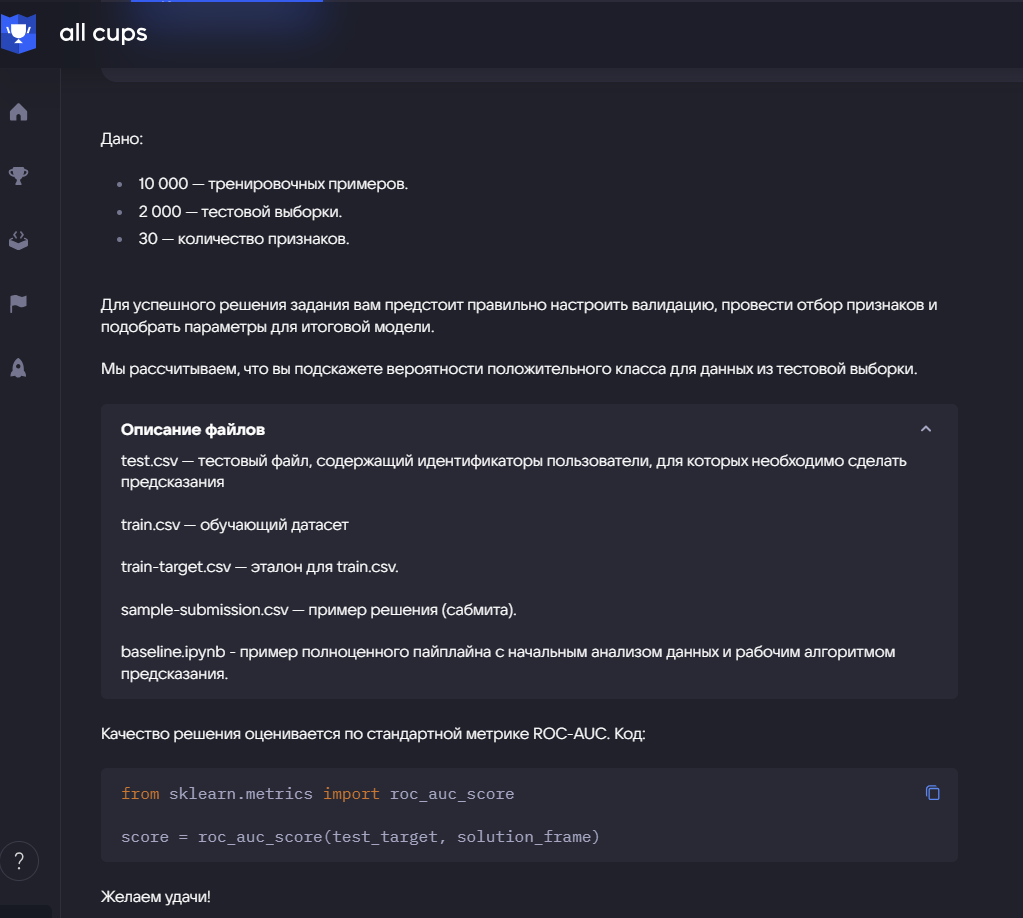 all cups
Дано:
10 000 — тренировочных примеров.
2 000 — тестовой выборки.
30 — количество признаков.
Для успешного решения задания вам предстоит правильно настроить валидацию, провести отбор признаков и
подобрать параметры для итоговой модели.
Мы рассчитываем, что вы подскажете вероятности положительного класса для данных из тестовой выборки.
Описание файлов
test.csv — тестовый файл, содержащий идентификаторы пользователи, для которых необходимо сделать
предсказания
train.csv — обучающий датасет
train-target.csv — эталон для train.csv.
sample-submission.csv — пример решения (сабмита).
baseline.ipynb - пример полноценного пайплайна с начальным анализом данных и рабочим алгоритмом
предсказания.
Качество решения оценивается по стандартной метрике ROC-AUC. Код:
from sklearn.metrics import roc_auc_score
score = roc_auc_score(test_target, solution_frame)
?
Желаем удачи!